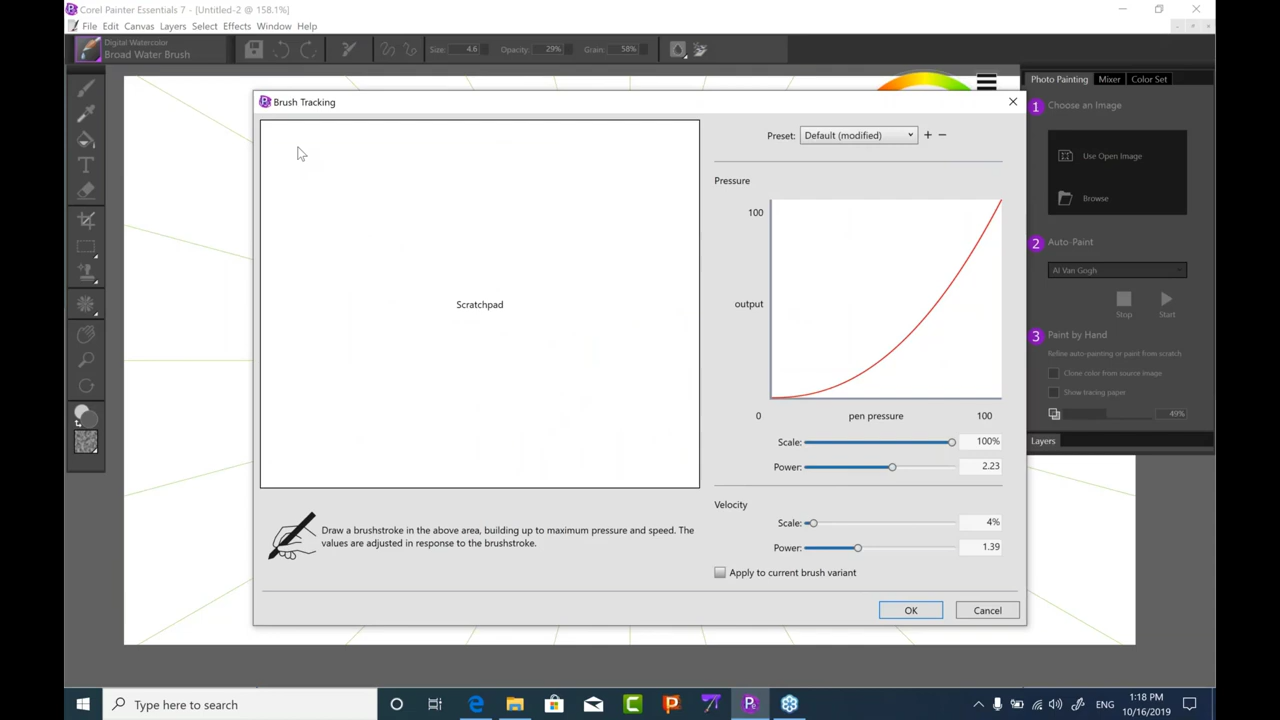 Corel Painter Essentials 7 - [Untitled-2 @ 158.1%]
File Edit Canvas Layers Select Effects Window Help
Digital Watercolor
Broad Water Brush
Size: 4.6 Opacity: 29% Grain: 58%
Photo Painting Mixer Color Set
1 Choose an Image
Use Open Image
Browse
2 Auto-Paint
AI Van Gogh
Stop Start
3 Paint by Hand
Refine auto-painting or paint from scratch
Clone color from source image
Show tracing paper
49%
Layers
Brush Tracking
Scratchpad
Draw a brushstroke in the above area, building up to maximum pressure and speed. The
values are adjusted in response to the brushstroke.
Preset: Default (modified) + −
Pressure
100
output
0 pen pressure 100
Scale: 100%
Power: 2.23
Velocity
Scale: 4%
Power: 1.39
Apply to current brush variant
OK Cancel
Type here to search
ENG
1:18 PM
10/16/2019